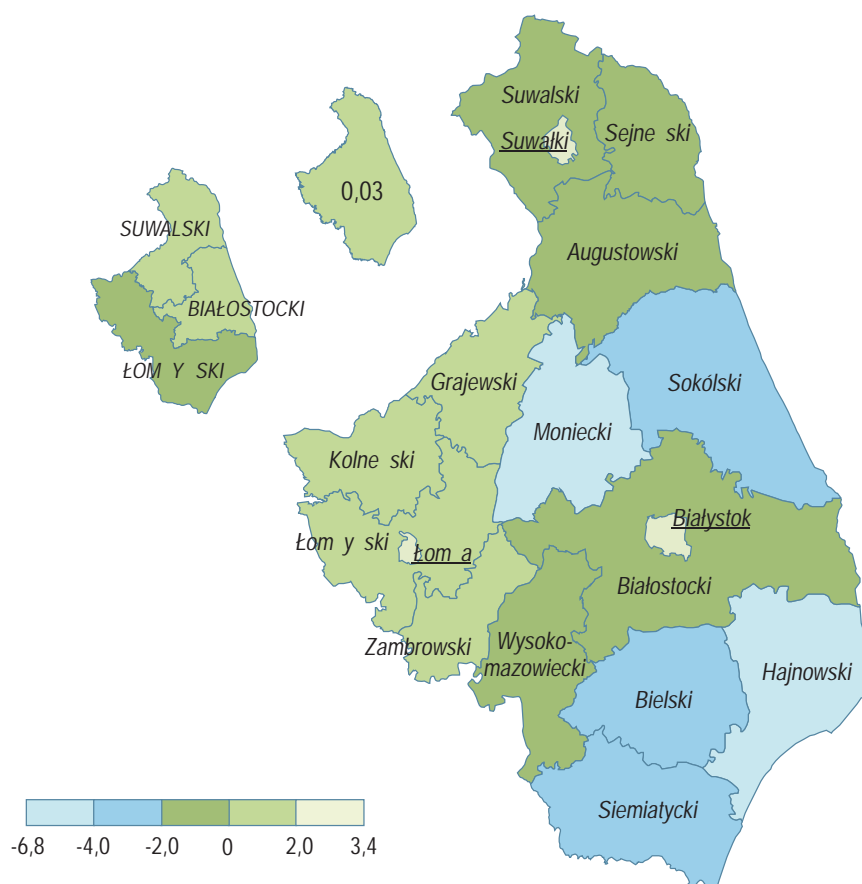 Suwalski
Suwałki
Sejne ski
0,03
SUWALSKI
Augustowski
BIAŁOSTOCKI
ŁOM Y SKI
Grajewski
Sokólski
Moniecki
Kolne ski
Białystok
Łom y ski
Łom a
Białostocki
Zambrowski
Wysoko-
mazowiecki
Hajnowski
Bielski
Siemiatycki
-6,8 -4,0 -2,0 0 2,0 3,4